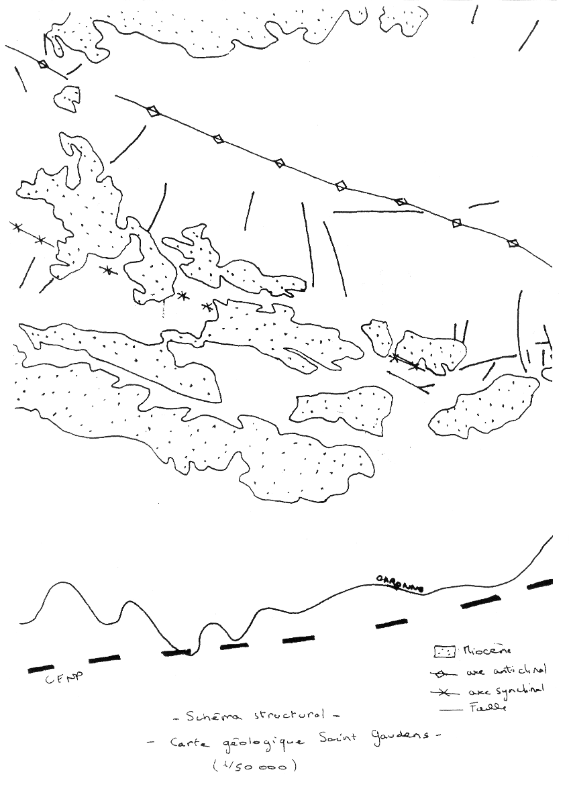 GARONNE
Miocène
axe anticlinal
axe synclinal
Faille
CFNP
- Schéma structural -
- Carte géologique Saint Gaudens -
(1/50 000)